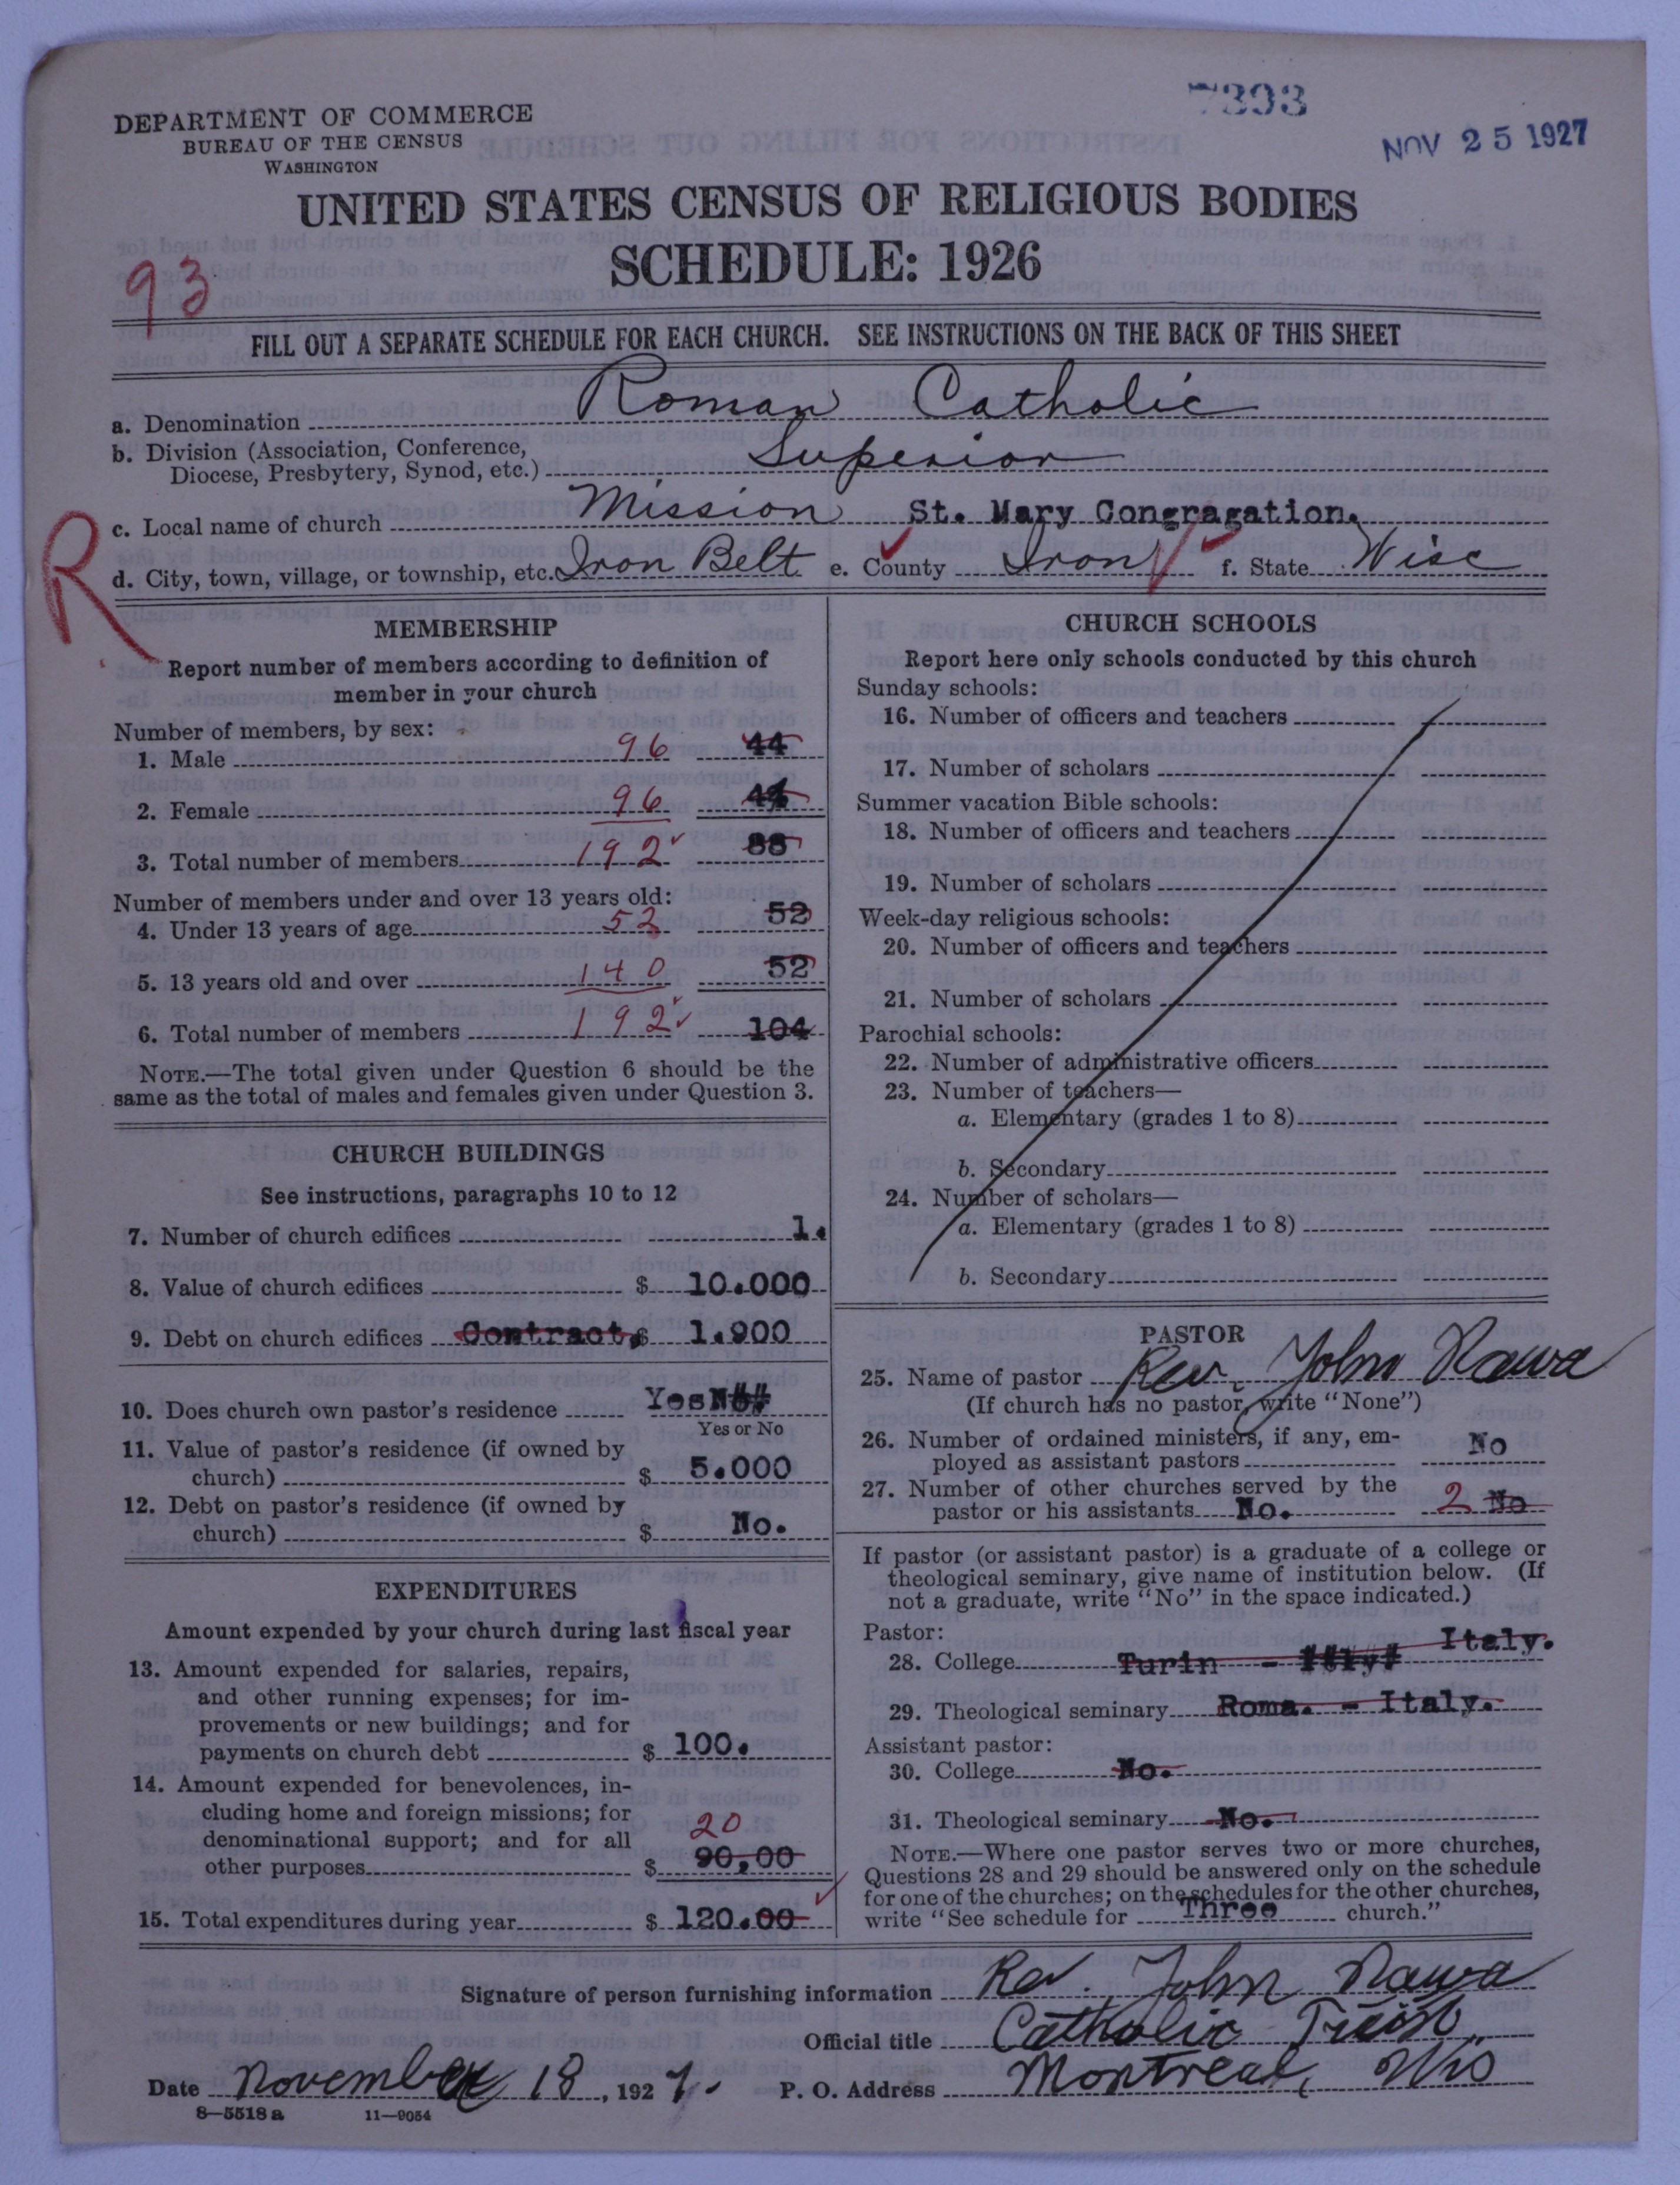 7393
NOV 25 1927
DEPARTMENT OF COMMERCE
BUREAU OF THE CENSUS
WASHINGTON
UNITED STATES CENSUS OF RELIGIOUS BODIES
SCHEDULE: 1926
93
FILL OUT A SEPARATE SCHEDULE FOR EACH CHURCH. SEE INSTRUCTIONS ON THE BACK OF THIS SHEET
a. Denomination Roman Catholic
b. Division (Association, Conference,
Diocese, Presbytery, Synod, etc.) Superior
c. Local name of church Mission St. Mary Congragation.
R
d. City, town, village, or township, etc. Iron Belt e. County Iron f. State Wisc
MEMBERSHIP
Report number of members according to definition of
member in your church
Number of members, by sex:
1. Male 96 44
2. Female 96 44
3. Total number of members 192 88
Number of members under and over 13 years old:
4. Under 13 years of age 52 52
5. 13 years old and over 140 52
6. Total number of members 192 104
NOTE.—The total given under Question 6 should be the
same as the total of males and females given under Question 3.
CHURCH BUILDINGS
See instructions, paragraphs 10 to 12
7. Number of church edifices 1.
8. Value of church edifices $ 10.000
9. Debt on church edifices Contract. $ 1.900
10. Does church own pastor's residence Yes
Yes or No
11. Value of pastor's residence (if owned by
church) $ 5.000
12. Debt on pastor's residence (if owned by
church) $ No.
EXPENDITURES
Amount expended by your church during last fiscal year
13. Amount expended for salaries, repairs,
and other running expenses; for im-
provements or new buildings; and for
payments on church debt $ 100.
14. Amount expended for benevolences, in-
cluding home and foreign missions; for
denominational support; and for all 20
other purposes $ 90,00
15. Total expenditures during year $ 120.00
CHURCH SCHOOLS
Report here only schools conducted by this church
Sunday schools:
16. Number of officers and teachers
17. Number of scholars
Summer vacation Bible schools:
18. Number of officers and teachers
19. Number of scholars
Week-day religious schools:
20. Number of officers and teachers
21. Number of scholars
Parochial schools:
22. Number of administrative officers
23. Number of teachers—
a. Elementary (grades 1 to 8)
b. Secondary
24. Number of scholars—
a. Elementary (grades 1 to 8)
b. Secondary
PASTOR
25. Name of pastor Rev. John Nawa
(If church has no pastor, write "None")
26. Number of ordained ministers, if any, em-
ployed as assistant pastors No
27. Number of other churches served by the
pastor or his assistants No. 2 No
If pastor (or assistant pastor) is a graduate of a college or
theological seminary, give name of institution below. (If
not a graduate, write "No" in the space indicated.)
Pastor:
28. College Turin - Italy.
29. Theological seminary Roma. - Italy.
Assistant pastor:
30. College No.
31. Theological seminary No.
NOTE.—Where one pastor serves two or more churches,
Questions 28 and 29 should be answered only on the schedule
for one of the churches; on the schedules for the other churches,
write "See schedule for Three church."
Signature of person furnishing information Rev. John Nawa
Official title Catholic
Date November 18, 1927. P. O. Address Montreal, Wis
8—5518 a 11—9054